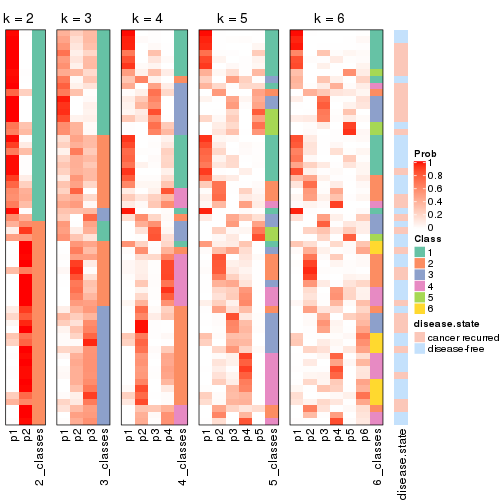 k = 2 k = 3 k = 4 k = 5 k = 6
Prob
1
0.8
0.6
0.4
0.2
0
Class
1
2
3
4
5
6
disease.state
cancer recurred
disease-free
p1 p2 2_classes p1 p2 p3 3_classes p1 p2 p3 p4 4_classes p1 p2 p3 p4 p5 5_classes p1 p2 p3 p4 p5 p6 6_classes disease.state